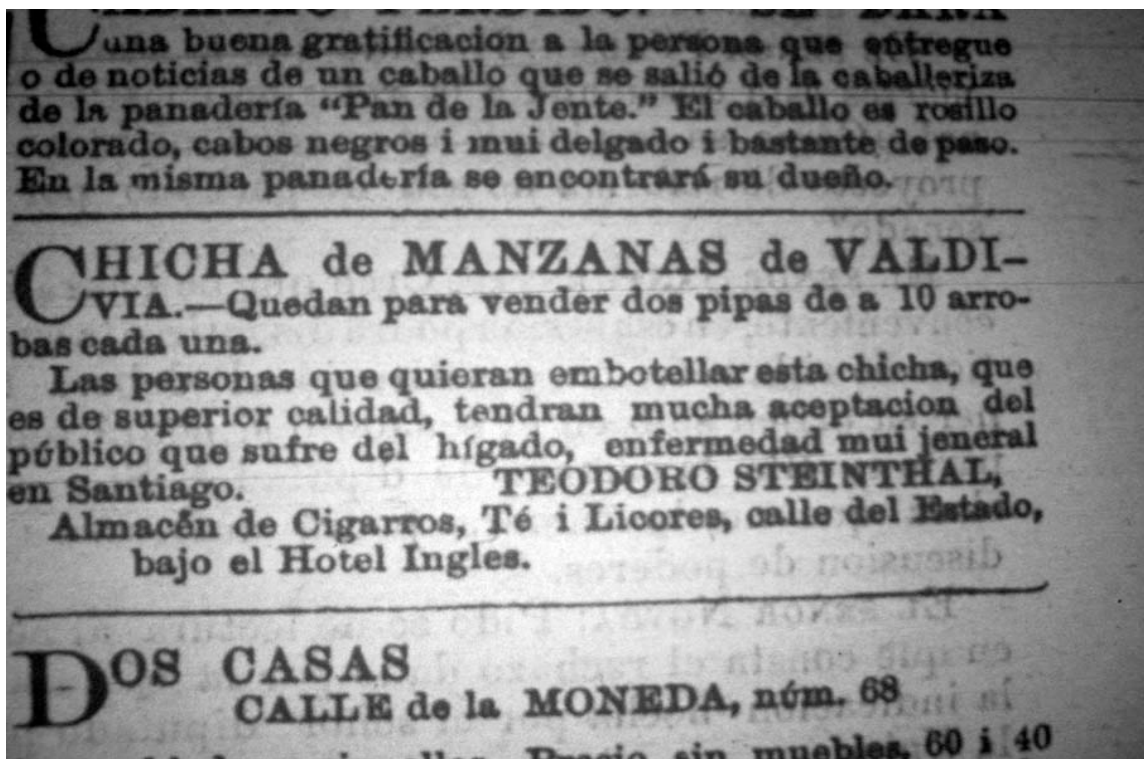 CABALLO PERDIDO.—SE DARA
una buena gratificacion a la persona que entregue
o de noticias de un caballo que se salió de la caballeriza
de la panadería “Pan de la Jente.” El caballo es rosillo
colorado, cabos negros i mui delgado i bastante de paso.
En la misma panadería se encontrará su dueño.
CHICHA de MANZANAS de VALDI-
VIA.—Quedan para vender dos pipas de a 10 arro-
bas cada una.
Las personas que quieran embotellar esta chicha, que
es de superior calidad, tendran mucha aceptacion del
público que sufre del hígado, enfermedad mui jeneral
en Santiago. TEODORO STEINTHAL,
Almacén de Cigarros, Té i Licores, calle del Estado,
bajo el Hotel Ingles.
DOS CASAS
CALLE de la MONEDA, núm. 68
Precio sin muebles, 60 i 40